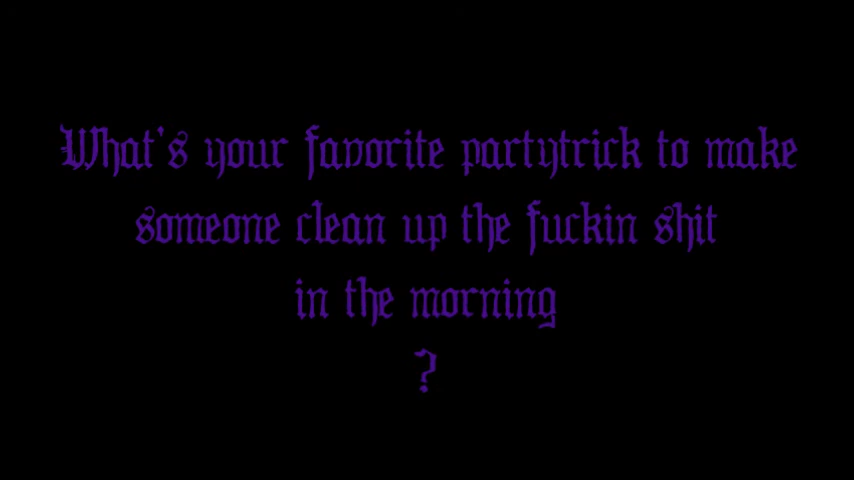 What's your favorite partytrick to make
someone clean up the fuckin shit
in the morning
?